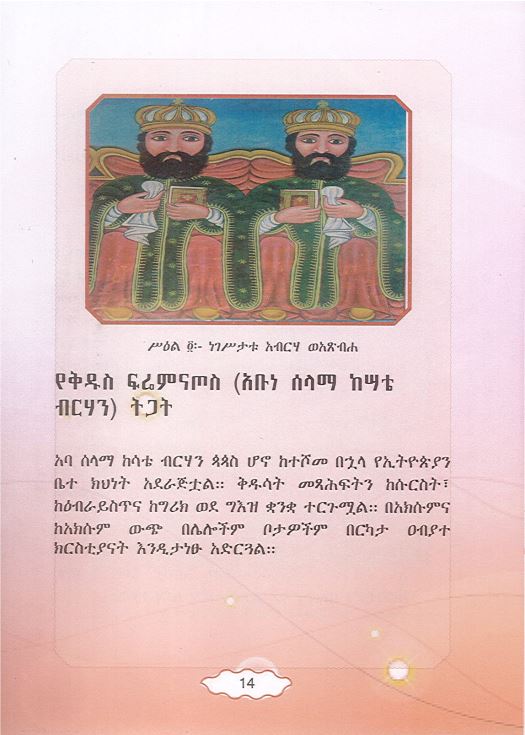 ሥዕል ፬፡- ነገሥታቱ አብርሃ ወአጽብሐ
የቅዱስ ፍሬምናጦስ (አቡነ ሰላማ ከሣቴ
ብርሃን) ትጋት
አባ ሰላማ ከሳቴ ብርሃን ጳጳስ ሆኖ ከተሾመ በኋላ የኢትዮጵያን
ቤተ ክህነት አደራጅቷል፡፡ ቅዱሳት መጻሕፍትን ከሱርስት፣
ከዕብራይስጥና ከግሪክ ወደ ግእዝ ቋንቋ ተርጉሟል፡፡ በአክሱምና
ከአክሱም ውጭ በሌሎችም ቦታዎችም በርካታ ዐብያተ
ክርስቲያናት እንዲታነፁ አድርጓል፡፡
14